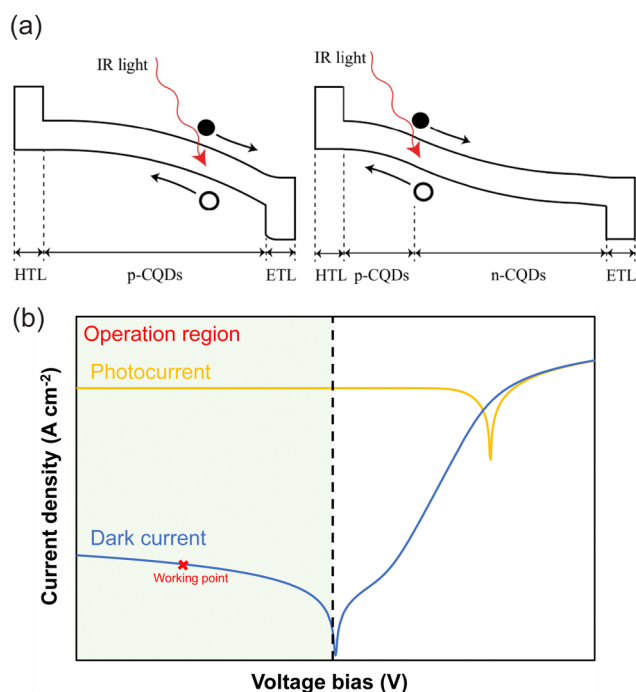 (a)
IR light
IR light
HTL
p-CQDs
ETL
HTL
p-CQDs
n-CQDs
ETL
(b)
Operation region
Photocurrent
Dark current
Working point
Current density (A cm⁻²)
Voltage bias (V)